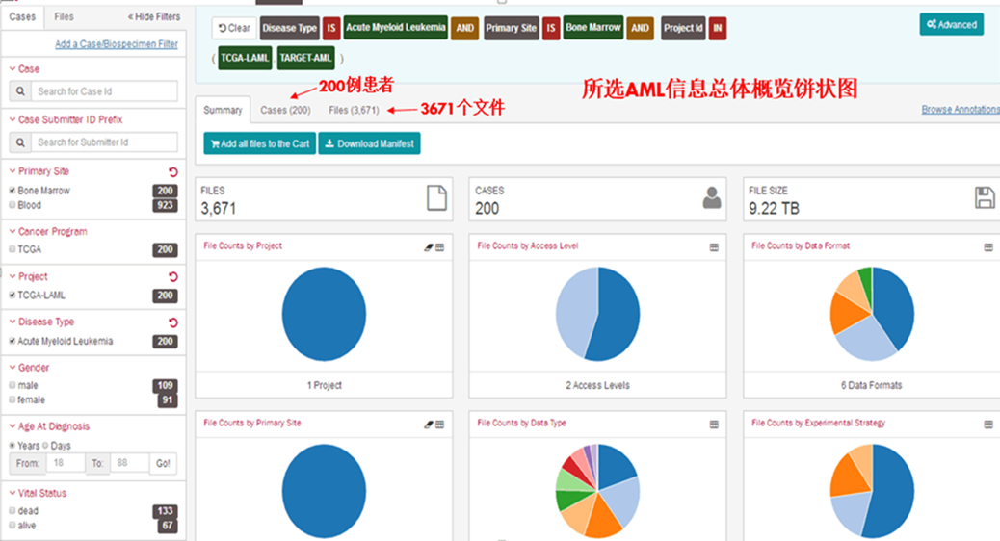 Cases Files « Hide Filters
Add a Case/Biospecimen Filter
Case
Search for Case Id
Case Submitter ID Prefix
Search for Submitter Id
Primary Site
Bone Marrow 200
Blood 923
Cancer Program
TCGA 200
Project
TCGA-LAML 200
Disease Type
Acute Myeloid Leukemia 200
Gender
male 109
female 91
Age At Diagnosis
Years Days
From: 18 To: 88 Go!
Vital Status
dead 133
alive 67
Clear Disease Type IS Acute Myeloid Leukemia AND Primary Site IS Bone Marrow AND Project Id IN
( TCGA-LAML, TARGET-AML )
Advanced
200例患者
所选AML信息总体概览饼状图
Summary Cases (200) Files (3,671)
3671个文件
Browse Annotations
Add all files to the Cart Download Manifest
FILES
3,671
CASES
200
FILE SIZE
9.22 TB
File Counts by Project
1 Project
File Counts by Access Level
2 Access Levels
File Counts by Data Format
6 Data Formats
File Counts by Primary Site
File Counts by Data Type
File Counts by Experimental Strategy